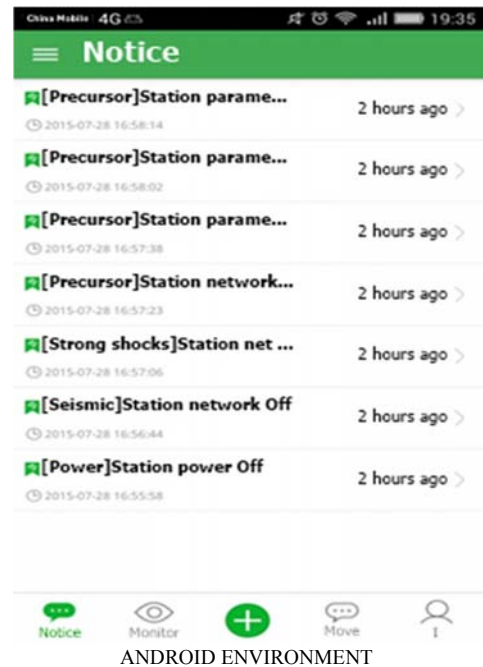 China Mobile 4G 19:35
Notice
[Precursor]Station parame... 2 hours ago
2015-07-28 16:58:14
[Precursor]Station parame... 2 hours ago
2015-07-28 16:58:02
[Precursor]Station parame... 2 hours ago
2015-07-28 16:57:38
[Precursor]Station network... 2 hours ago
2015-07-28 16:57:23
[Strong shocks]Station net ... 2 hours ago
2015-07-28 16:57:06
[Seismic]Station network Off 2 hours ago
2015-07-28 16:56:44
[Power]Station power Off 2 hours ago
2015-07-28 16:55:58
Notice Monitor Move I
ANDROID ENVIRONMENT